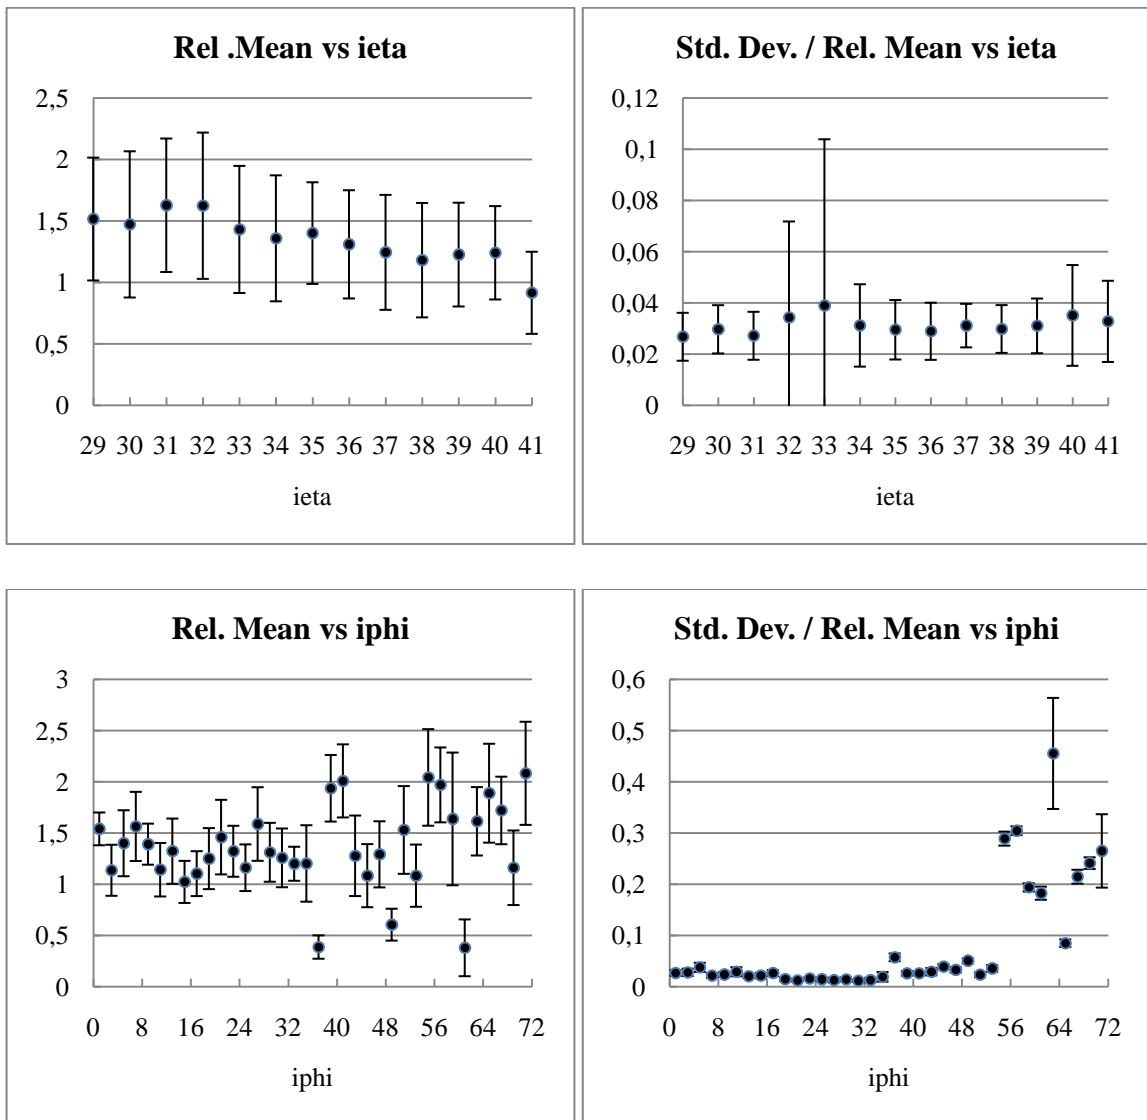 Rel .Mean vs ieta
2,5
2
1,5
1
0,5
0
29 30 31 32 33 34 35 36 37 38 39 40 41
ieta
Std. Dev. / Rel. Mean vs ieta
0,12
0,1
0,08
0,06
0,04
0,02
0
29 30 31 32 33 34 35 36 37 38 39 40 41
ieta
Rel. Mean vs iphi
3
2,5
2
1,5
1
0,5
0
0 8 16 24 32 40 48 56 64 72
iphi
Std. Dev. / Rel. Mean vs iphi
0,6
0,5
0,4
0,3
0,2
0,1
0
0 8 16 24 32 40 48 56 64 72
iphi